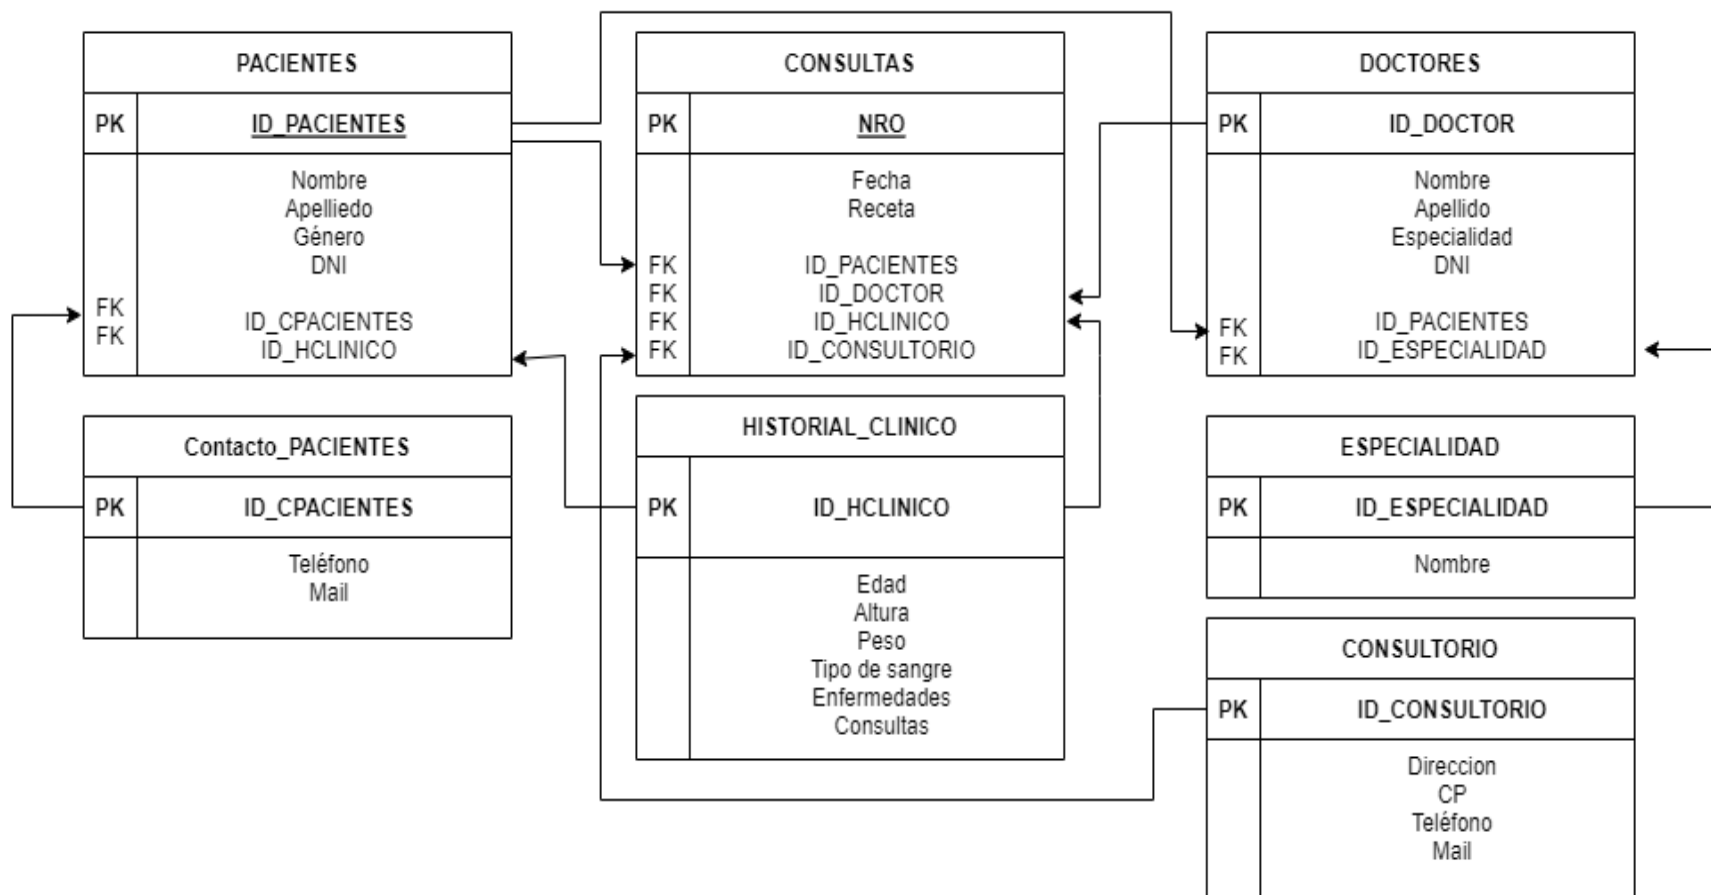 PACIENTES
PK ID_PACIENTES
Nombre
Apelliedo
Género
DNI
FK ID_CPACIENTES
FK ID_HCLINICO
CONSULTAS
PK NRO
Fecha
Receta
FK ID_PACIENTES
FK ID_DOCTOR
FK ID_HCLINICO
FK ID_CONSULTORIO
DOCTORES
PK ID_DOCTOR
Nombre
Apellido
Especialidad
DNI
FK ID_PACIENTES
FK ID_ESPECIALIDAD
Contacto_PACIENTES
PK ID_CPACIENTES
Teléfono
Mail
HISTORIAL_CLINICO
PK ID_HCLINICO
Edad
Altura
Peso
Tipo de sangre
Enfermedades
Consultas
ESPECIALIDAD
PK ID_ESPECIALIDAD
Nombre
CONSULTORIO
PK ID_CONSULTORIO
Direccion
CP
Teléfono
Mail